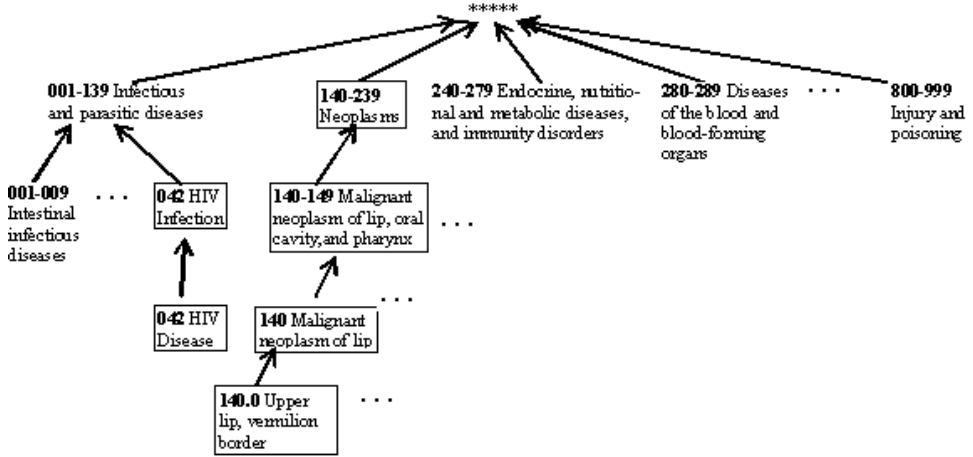 *****
001-139 Infectious
and parasitic diseases
140-239
Neoplasms
240-279 Endocrine, nutritio-
nal and metabolic diseases,
and immunity disorders
280-289 Diseases
of the blood and
blood-forming
organs
. . .
800-999
Injury and
poisoning
001-009
Intestinal
infectious
diseases
. . .
042 HIV
Infection
140-149 Malignant
neoplasm of lip, oral
cavity,and pharynx
. . .
042 HIV
Disease
140 Malignant
neoplasm of lip
. . .
140.0 Upper
lip, vermilion
border
. . .